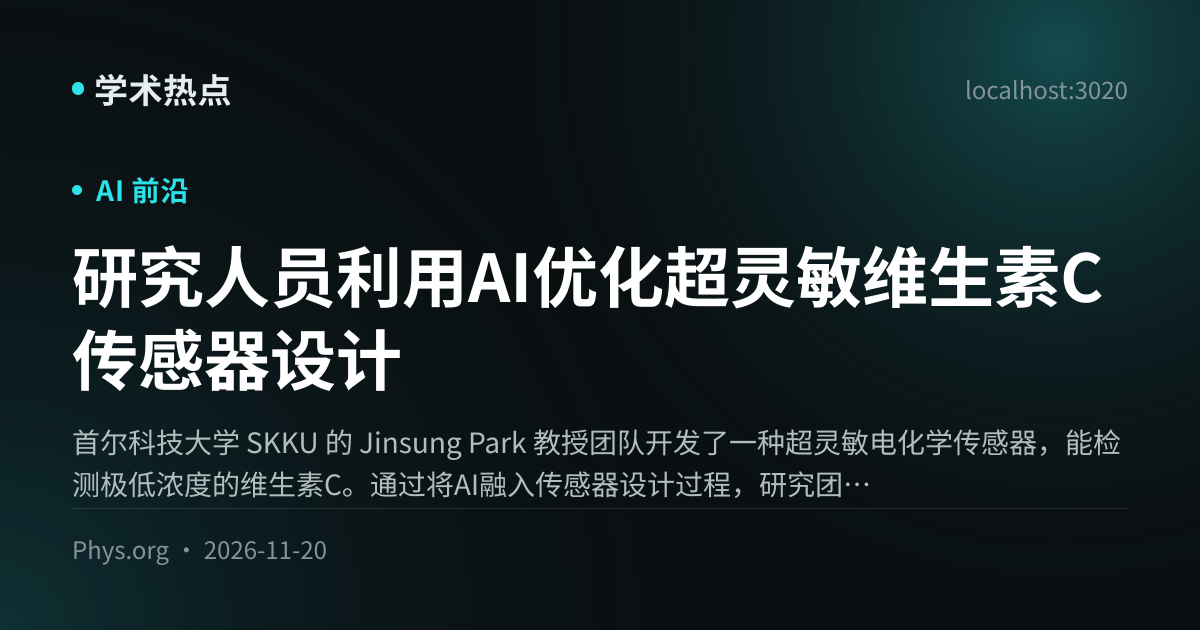 学术热点
localhost:3020
AI 前沿
研究人员利用AI优化超灵敏维生素C
传感器设计
首尔科技大学 SKKU 的 Jinsung Park 教授团队开发了一种超灵敏电化学传感器，能检
测极低浓度的维生素C。通过将AI融入传感器设计过程，研究团…
Phys.org · 2026-11-20